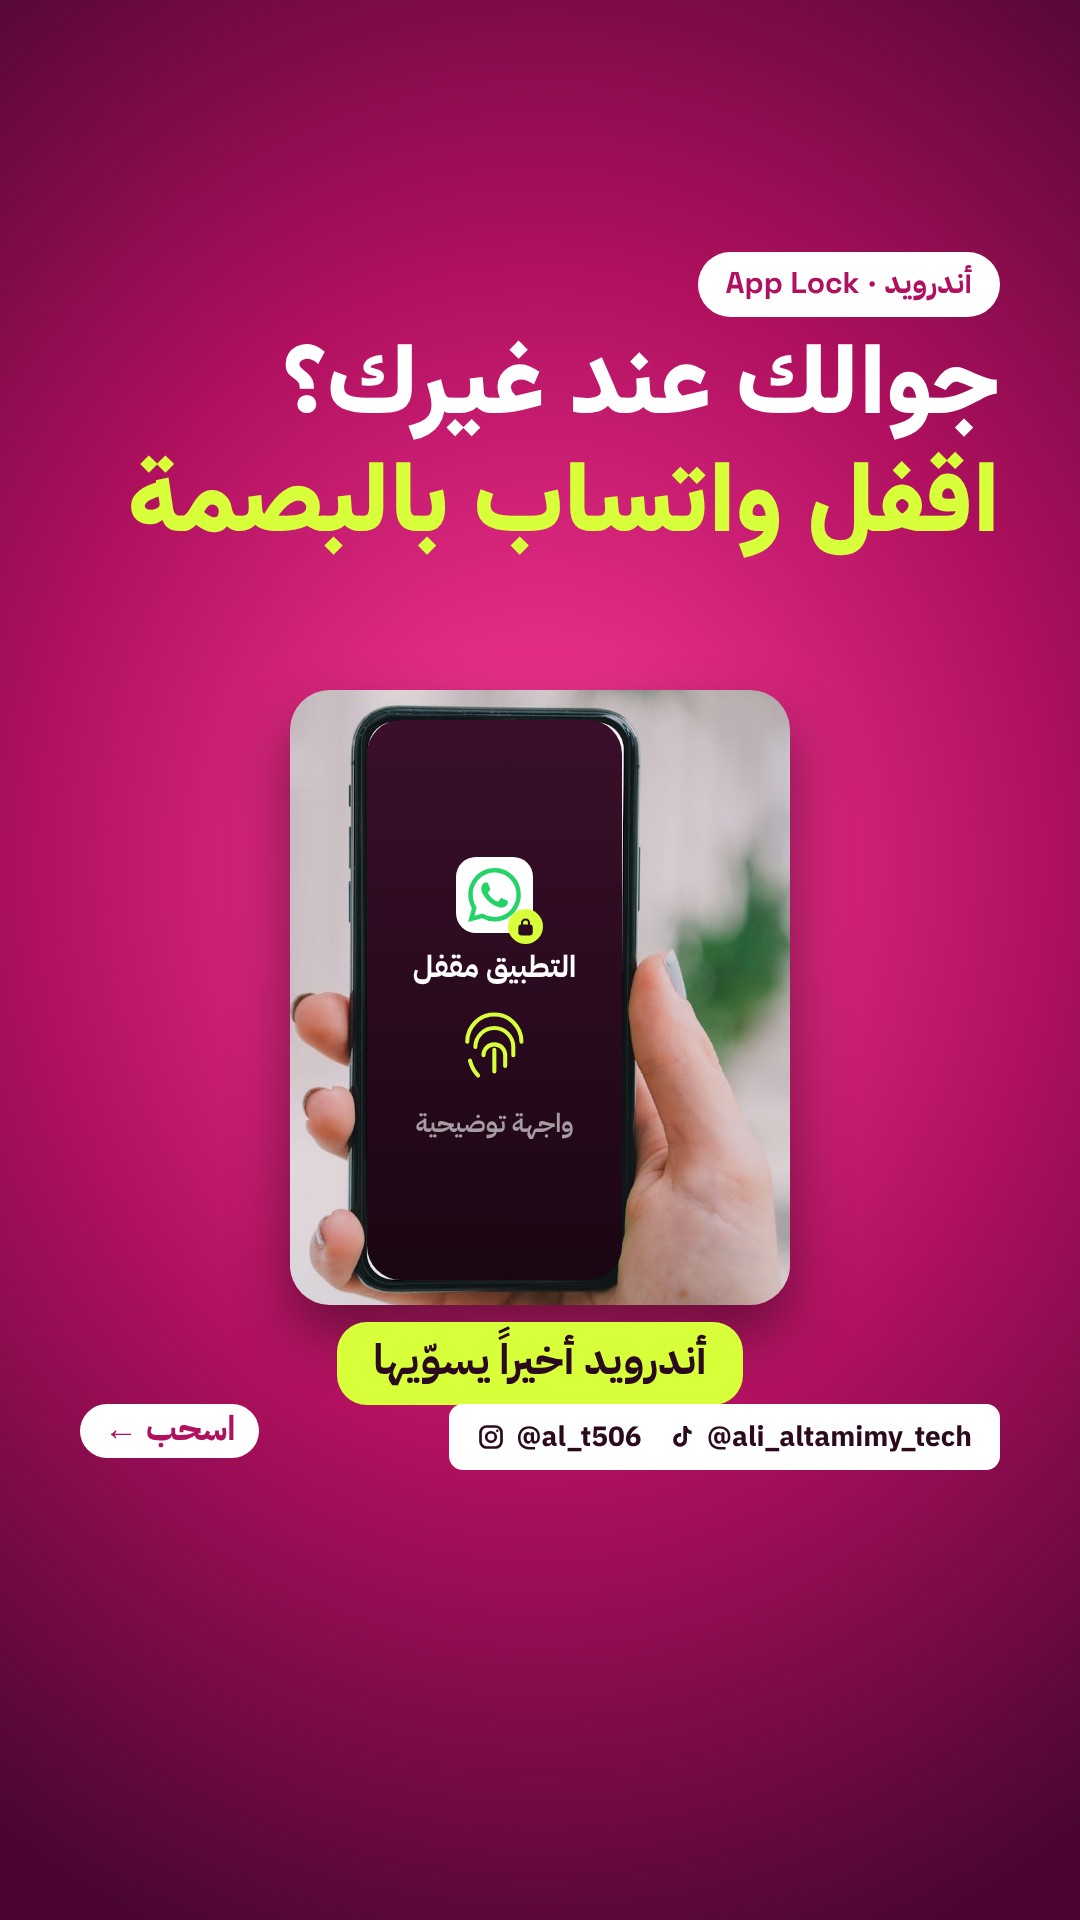 أندرويد · App Lock
جوالك عند غيرك؟
اقفل واتساب بالبصمة
التطبيق مقفل
واجهة توضيحية
أندرويد أخيراً يسوّيها
@al_t506 @ali_altamimy_tech
اسحب ←